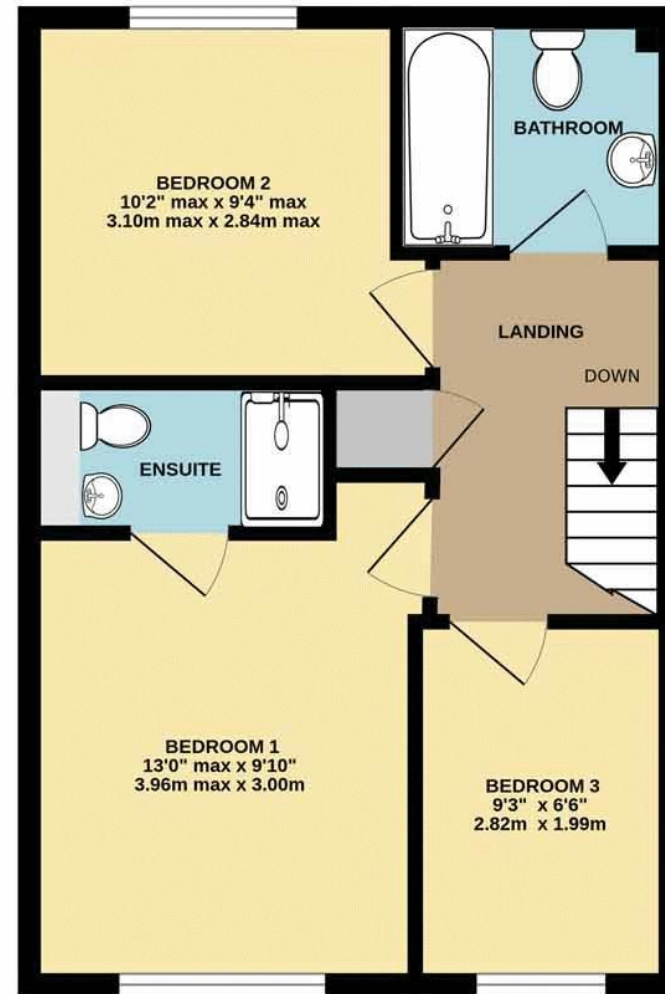 BATHROOM
BEDROOM 2
10'2" max x 9'4" max
3.10m max x 2.84m max
LANDING
DOWN
ENSUITE
BEDROOM 1
13'0" max x 9'10"
3.96m max x 3.00m
BEDROOM 3
9'3" x 6'6"
2.82m x 1.99m